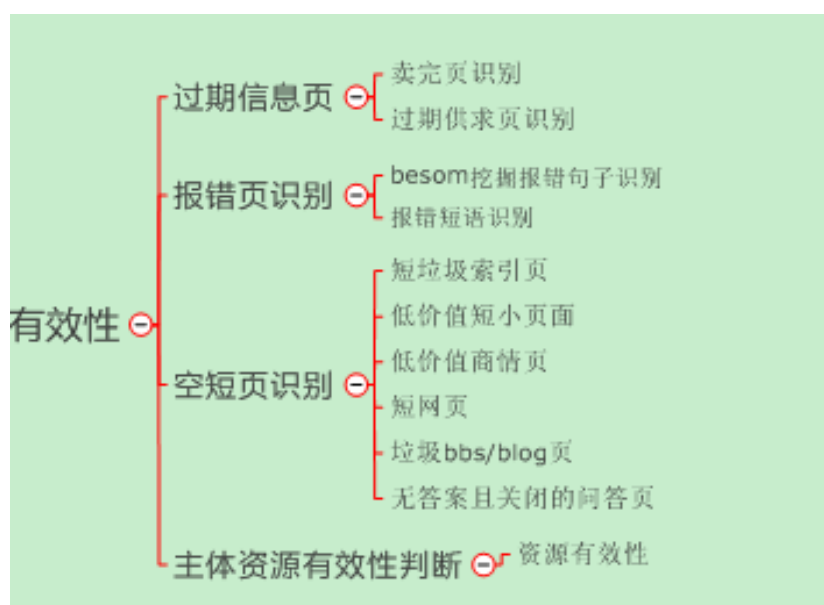 有效性
过期信息页
卖完页识别
过期供求页识别
报错页识别
besom挖掘报错句子识别
报错短语识别
空短页识别
短垃圾索引页
低价值短小页面
低价值商情页
短网页
垃圾bbs/blog页
无答案且关闭的问答页
主体资源有效性判断
资源有效性